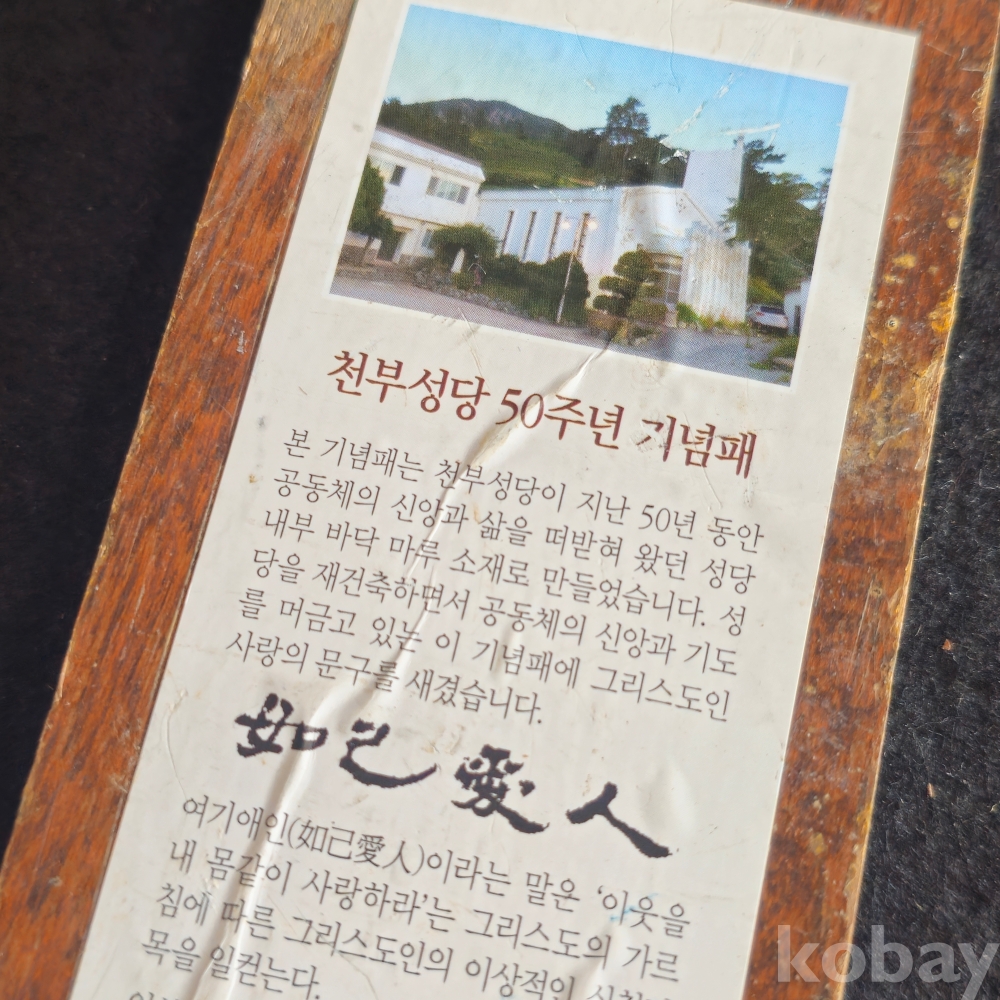 천부성당 50주년 기념패
본 기념패는 천부성당이 지난 50년 동안
공동체의 신앙과 삶을 떠받혀 왔던 성당
내부 바닥 마루 소재로 만들었습니다. 성
당을 재건축하면서 공동체의 신앙과 기도
를 머금고 있는 이 기념패에 그리스도인
사랑의 문구를 새겼습니다.
如己愛人
여기애인(如己愛人)이라는 말은 '이웃을
내 몸같이 사랑하라'는 그리스도의 가르
침에 따른 그리스도인의 이상적인
목을 일컫는다.
kobay